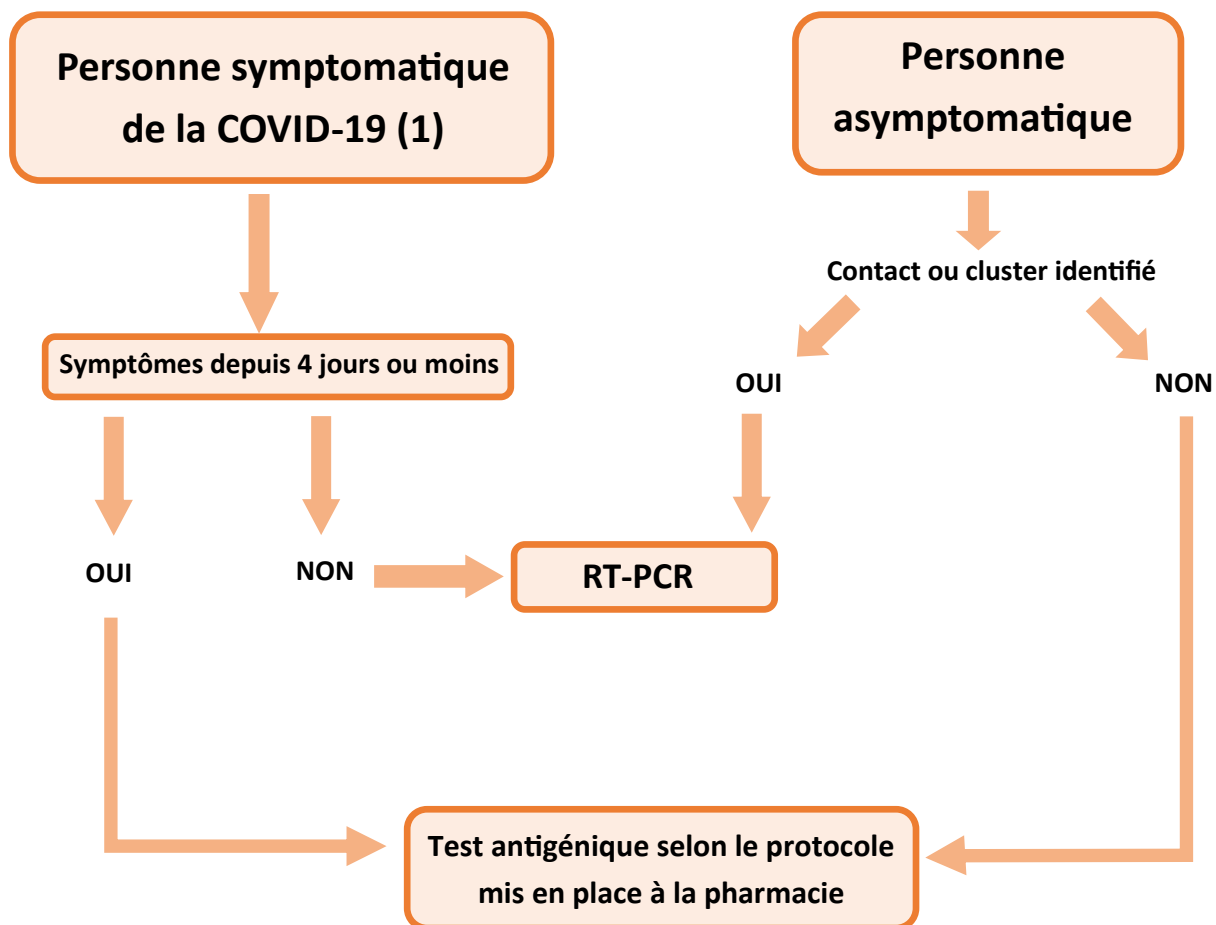 Personne symptomatique
de la COVID-19 (1)
Personne
asymptomatique
Contact ou cluster identifié
Symptômes depuis 4 jours ou moins
OUI
NON
OUI
NON
RT-PCR
Test antigénique selon le protocole
mis en place à la pharmacie